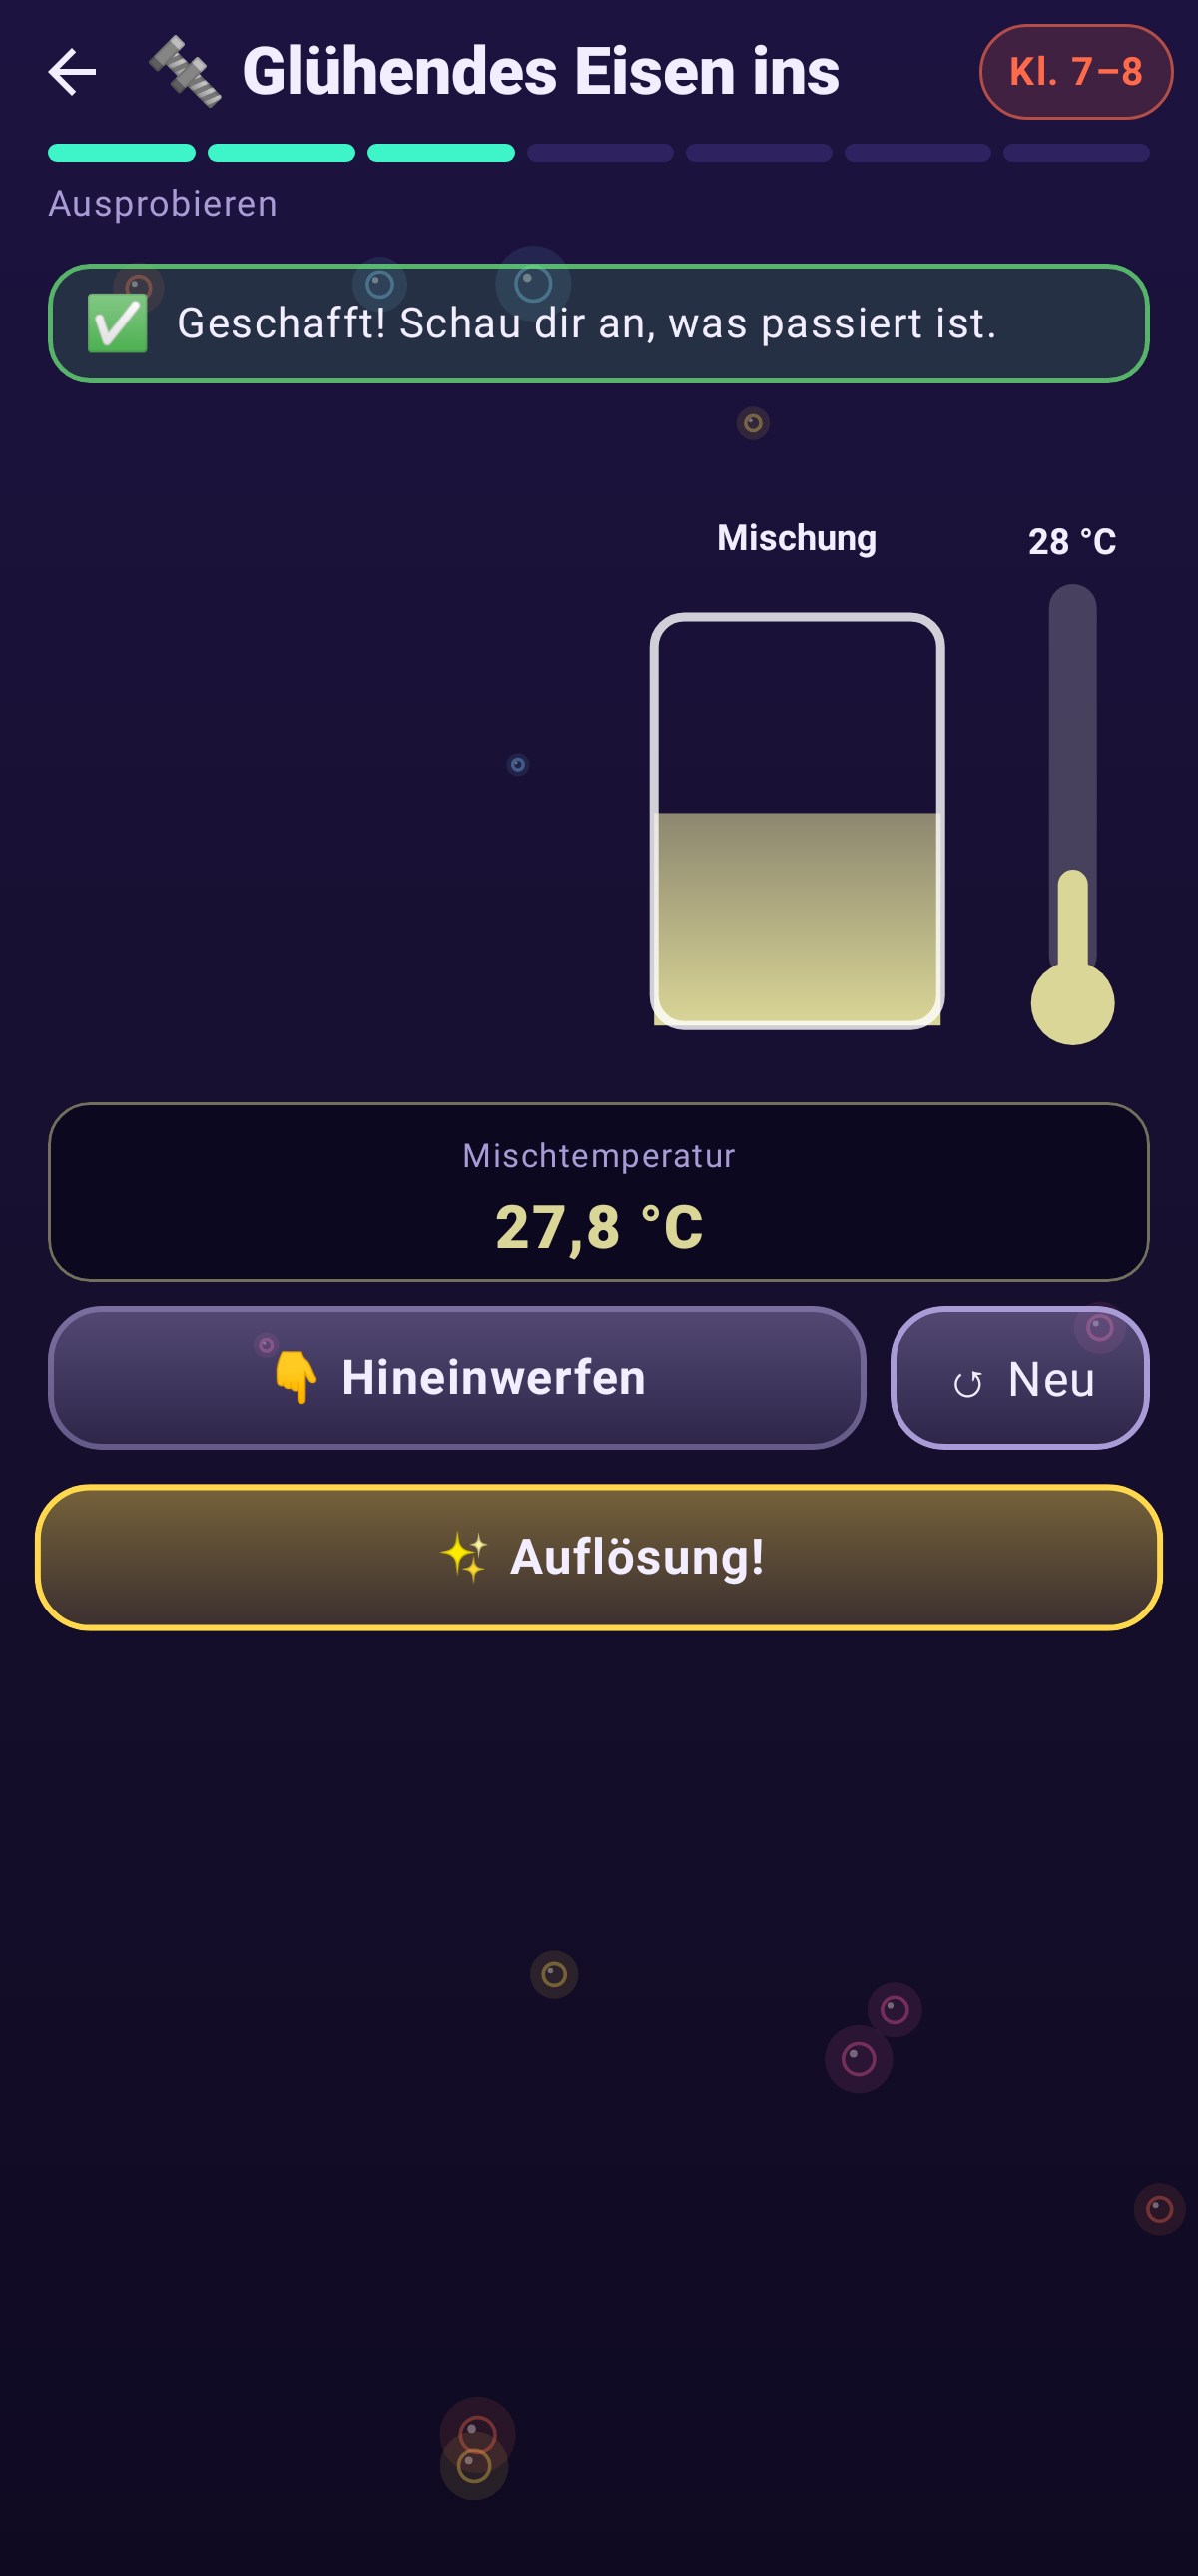 Glühendes Eisen ins
Kl. 7–8
Ausprobieren
Geschafft! Schau dir an, was passiert ist.
Mischung
28 °C
Mischtemperatur
27,8 °C
Hineinwerfen
Neu
Auflösung!